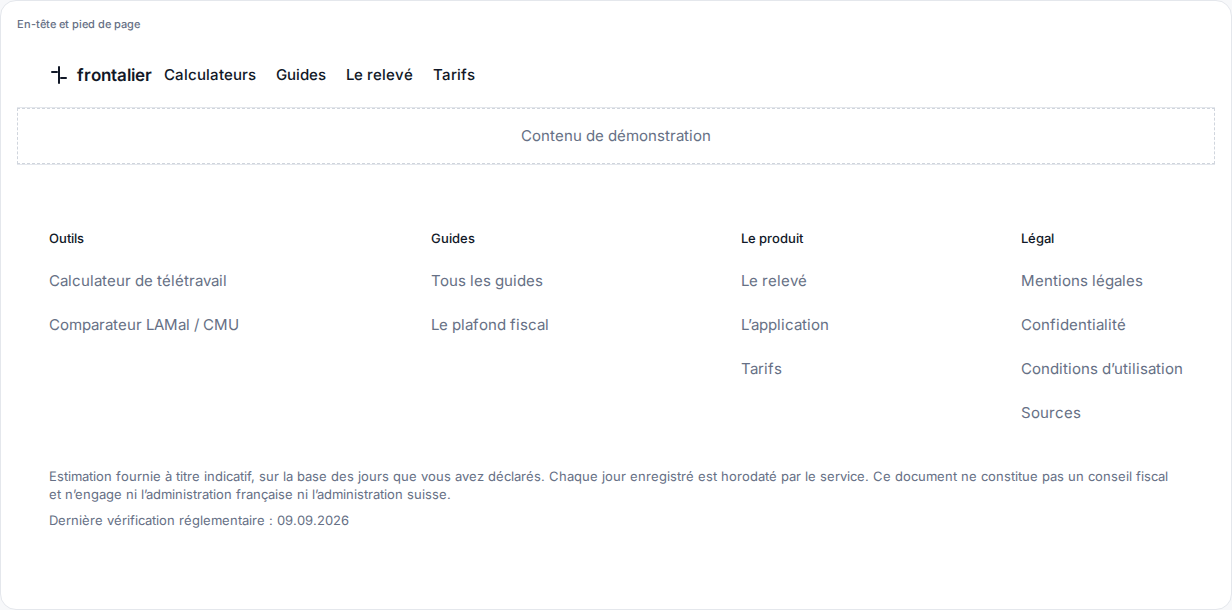 En-tête et pied de page
frontalier Calculateurs Guides Le relevé Tarifs
Contenu de démonstration
Outils
Calculateur de télétravail
Comparateur LAMal / CMU
Guides
Tous les guides
Le plafond fiscal
Le produit
Le relevé
L’application
Tarifs
Légal
Mentions légales
Confidentialité
Conditions d’utilisation
Sources
Estimation fournie à titre indicatif, sur la base des jours que vous avez déclarés. Chaque jour enregistré est horodaté par le service. Ce document ne constitue pas un conseil fiscal
et n’engage ni l’administration française ni l’administration suisse.
Dernière vérification réglementaire : 09.09.2026